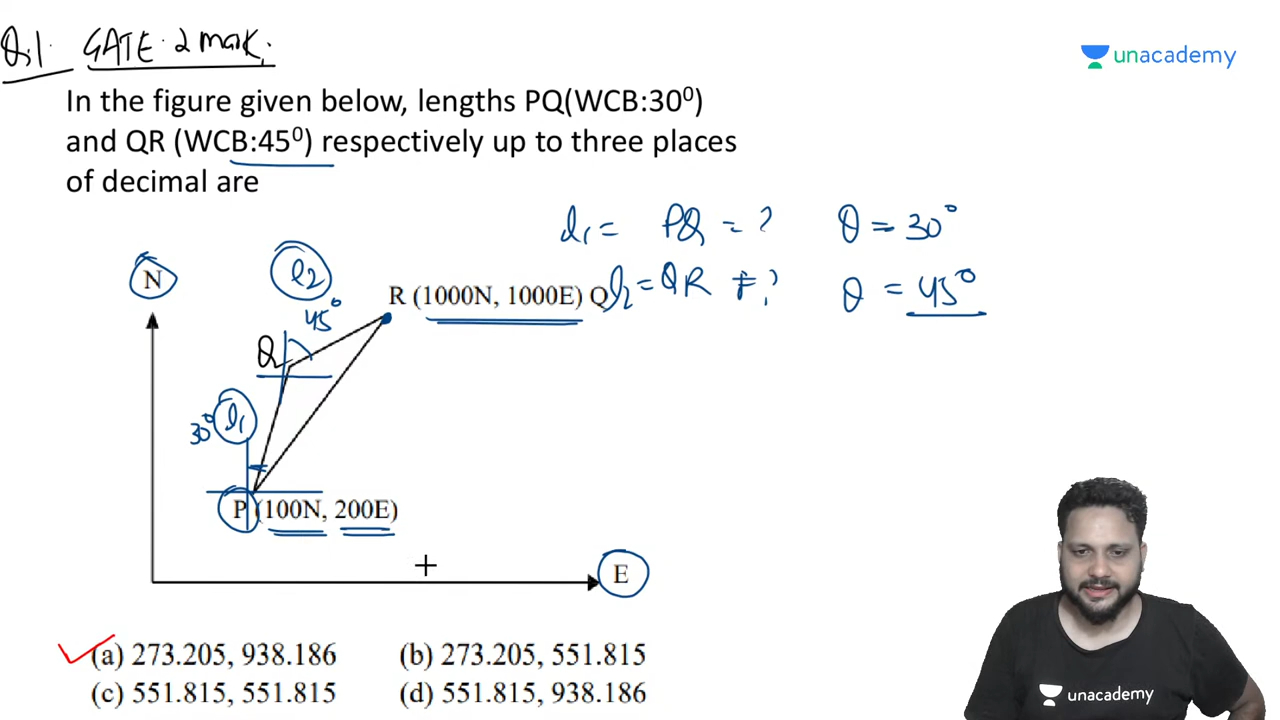 Q.1. GATE 2 mark.
unacademy
In the figure given below, lengths PQ(WCB:30⁰)
and QR (WCB:45⁰) respectively up to three places
of decimal are
l₁ = PQ = ? θ = 30°
l₂ = QR = ? θ = 45°
N
l₂
45°
R (1000N, 1000E) Q
Q
30°
l₁
P (100N, 200E)
E
(a) 273.205, 938.186
(b) 273.205, 551.815
(c) 551.815, 551.815
(d) 551.815, 938.186
unacademy